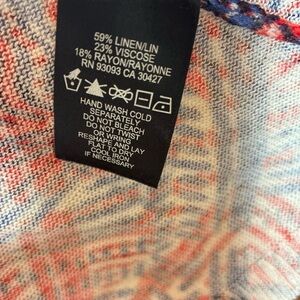 59% LINEN/LIN
23% VISCOSE
18% RAYON/RAYONNE
RN 93093 CA 30427
HAND WASH COLD
SEPARATELY
DO NOT BLEACH
DO NOT TWIST
OR WRING
RESHAPE AND LAY
FLAT TO DRY
COOL IRON
IF NECESSARY